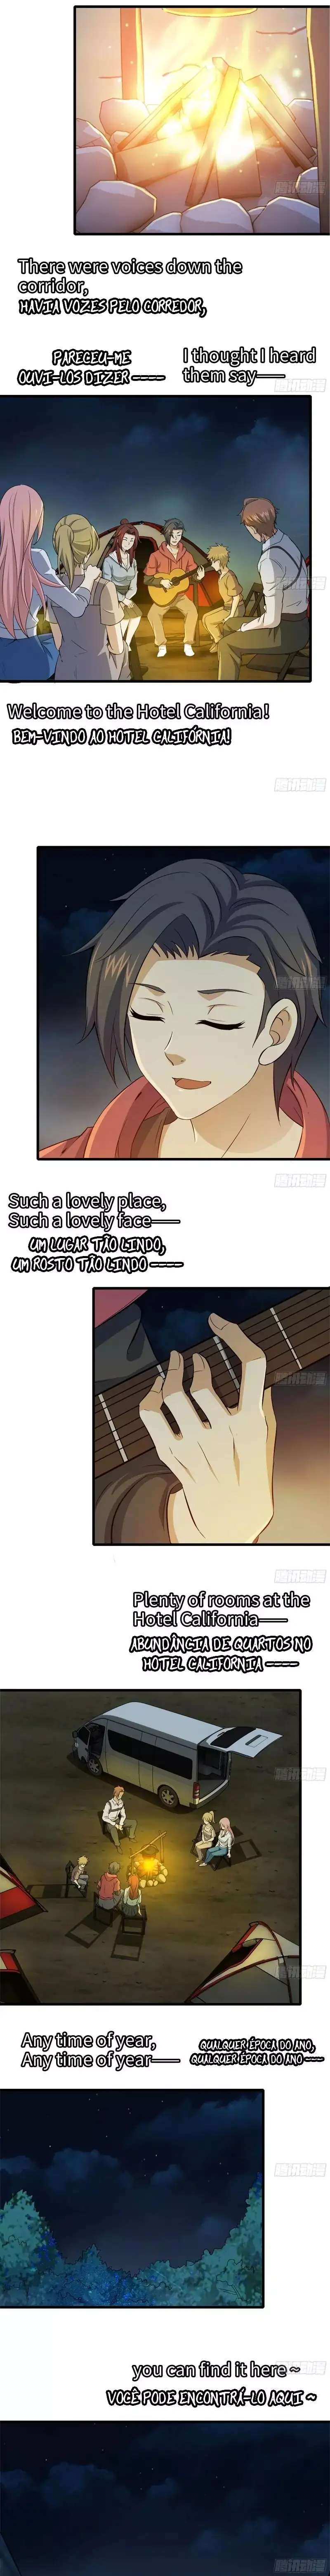 There were voices down the
corridor,
HAVIA VOZES PELO CORREDOR,
PARECEU-ME
OUVI-LOS DIZER ----
I thought I heard
them say——
Welcome to the Hotel California!
BEM-VINDO AO HOTEL CALIFÓRNIA!
Such a lovely place,
Such a lovely face——
UM LUGAR TÃO LINDO,
UM ROSTO TÃO LINDO ----
Plenty of rooms at the
Hotel California——
ABUNDÂNCIA DE QUARTOS NO
HOTEL CALIFORNIA ----
Any time of year,
Any time of year——
QUALQUER ÉPOCA DO ANO,
QUALQUER ÉPOCA DO ANO ----
you can find it here ~
VOCÊ PODE ENCONTRÁ-LO AQUI ~